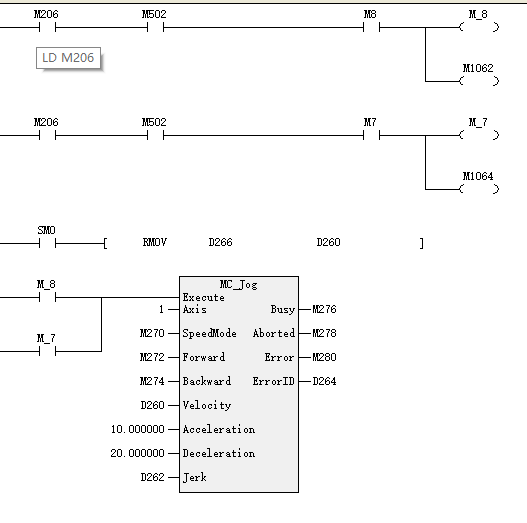 M206 M502 M8 M_8
LD M206
M1062
M206 M502 M7 M_7
M1064
SM0
[ RMOV D266 D260 ]
M_8 MC_Jog
Execute
1 Axis Busy M276
M_7
M270 SpeedMode Aborted M278
M272 Forward Error M280
M274 Backward ErrorID D264
D260 Velocity
10.000000 Acceleration
20.000000 Deceleration
D262 Jerk